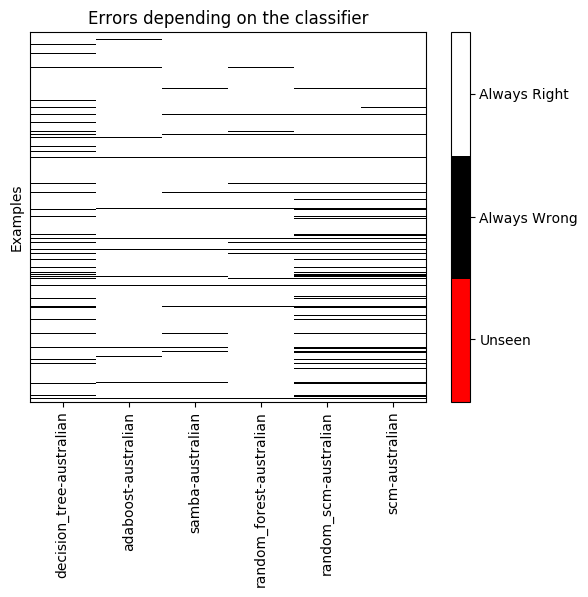 Errors depending on the classifier
Examples
Always Right
Always Wrong
Unseen
decision_tree-australian
adaboost-australian
samba-australian
random_forest-australian
random_scm-australian
scm-australian